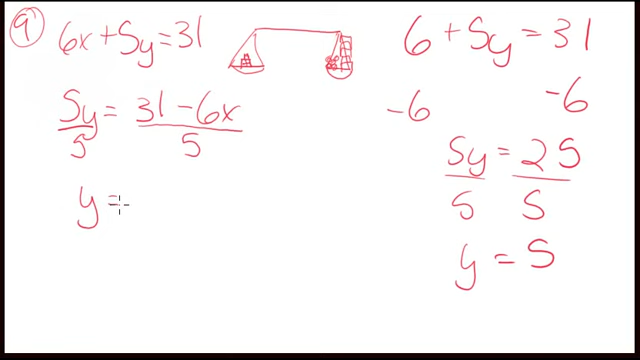 9
6x + 5y = 31
5y = 31 - 6x
5 5
y =
6 + 5y = 31
-6 -6
5y = 25
5 5
y = 5